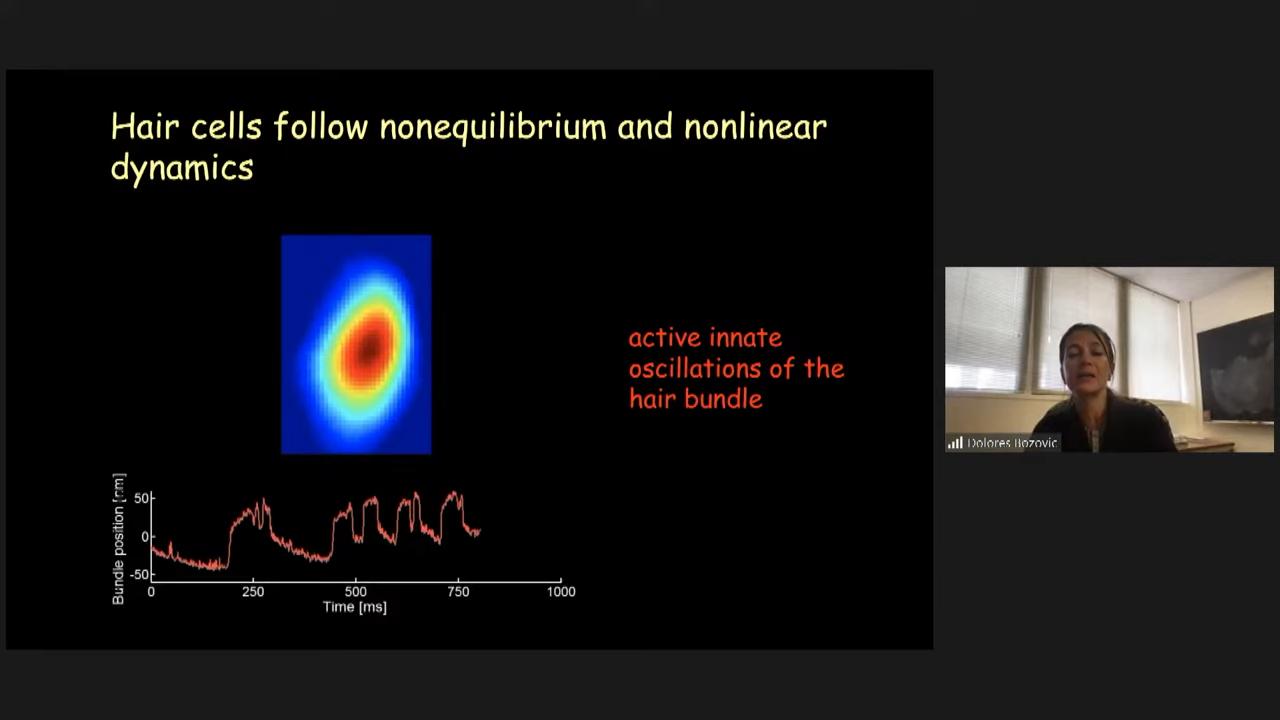 Hair cells follow nonequilibrium and nonlinear
dynamics
active innate
oscillations of the
hair bundle
Dolores Bozovic
Bundle position [nm]
50
0
-50
0
250
500
750
1000
Time [ms]